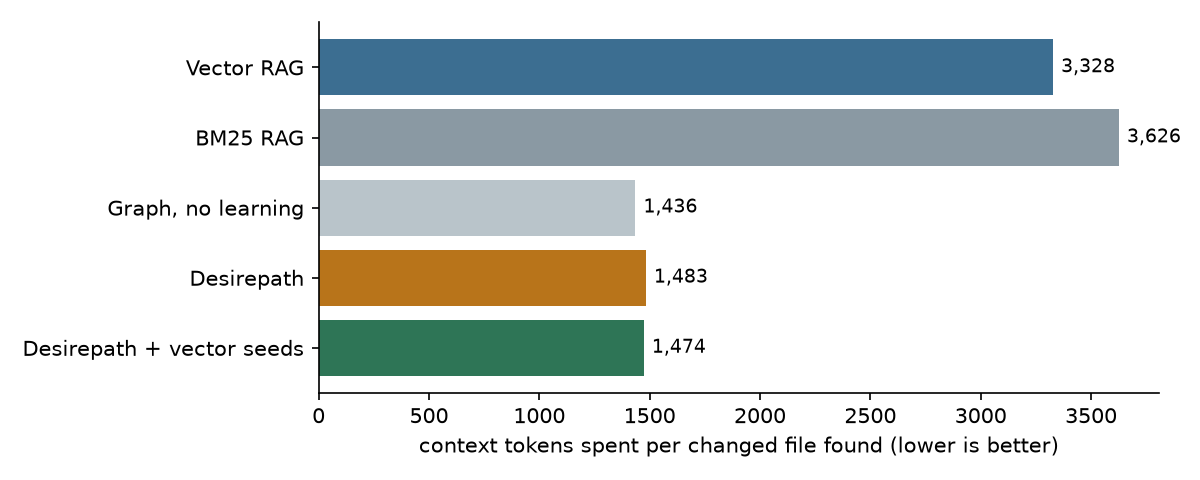 Vector RAG 3,328
BM25 RAG 3,626
Graph, no learning 1,436
Desirepath 1,483
Desirepath + vector seeds 1,474
0 500 1000 1500 2000 2500 3000 3500
context tokens spent per changed file found (lower is better)